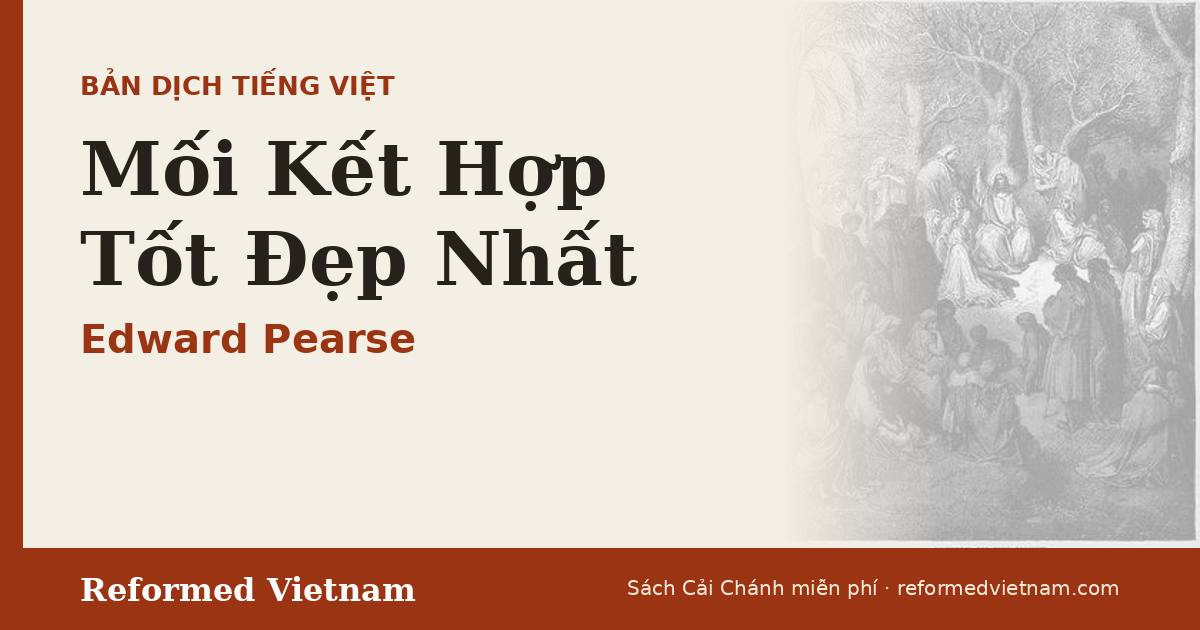 BẢN DỊCH TIẾNG VIỆT
Mối Kết Hợp
Tốt Đẹp Nhất
Edward Pearse
Reformed Vietnam
Sách Cải Chánh miễn phí · reformedvietnam.com